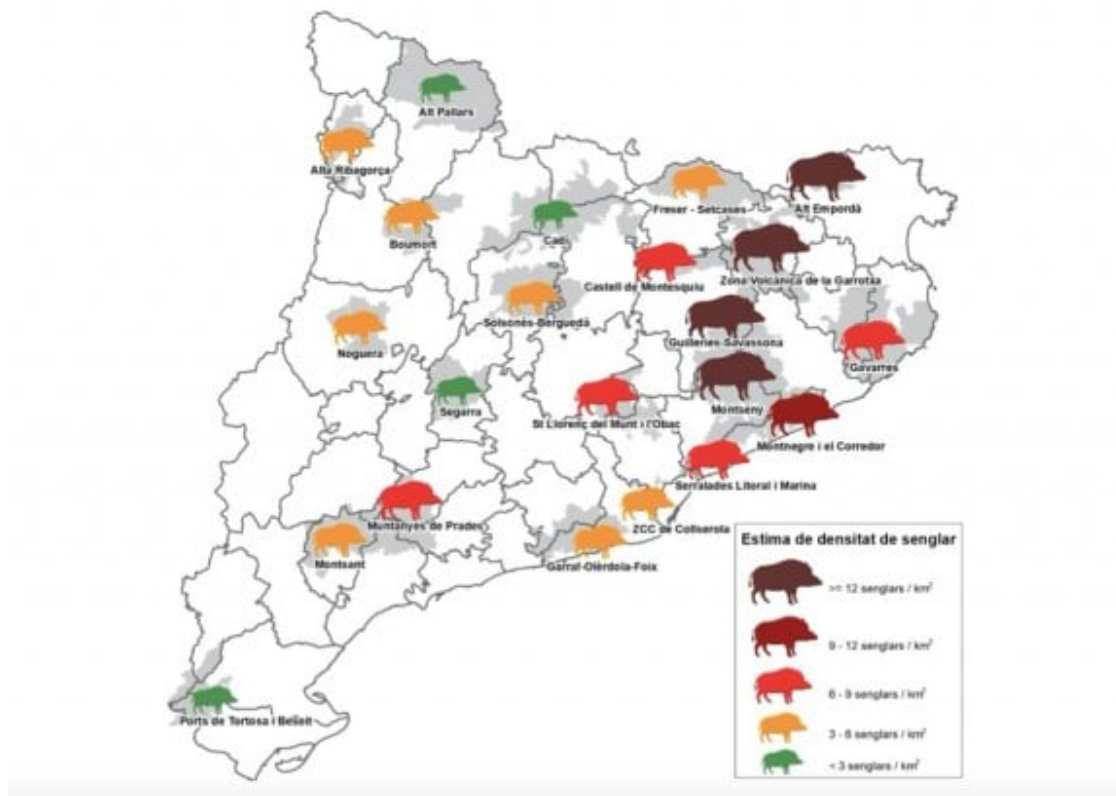 Alt Pallars
Alta Ribagorça
Boumort
Cadí
Freser - Setcases
Alt Empordà
Castell de Montesquiu
Zona Volcànica de la Garrotxa
Solsonès-Berguedà
Guilleries-Savassona
Noguera
Gavarres
Segarra
Montseny
St Llorenç del Munt i l'Obac
Montnegre i el Corredor
Serralades Litoral i Marina
Muntanyes de Prades
ZCC de Collserola
Montsant
Garraf-Olèrdola-Foix
Ports de Tortosa i Beseit
Estima de densitat de senglar
>= 12 senglars / km²
9 - 12 senglars / km²
6 - 9 senglars / km²
3 - 6 senglars / km²
< 3 senglars / km²